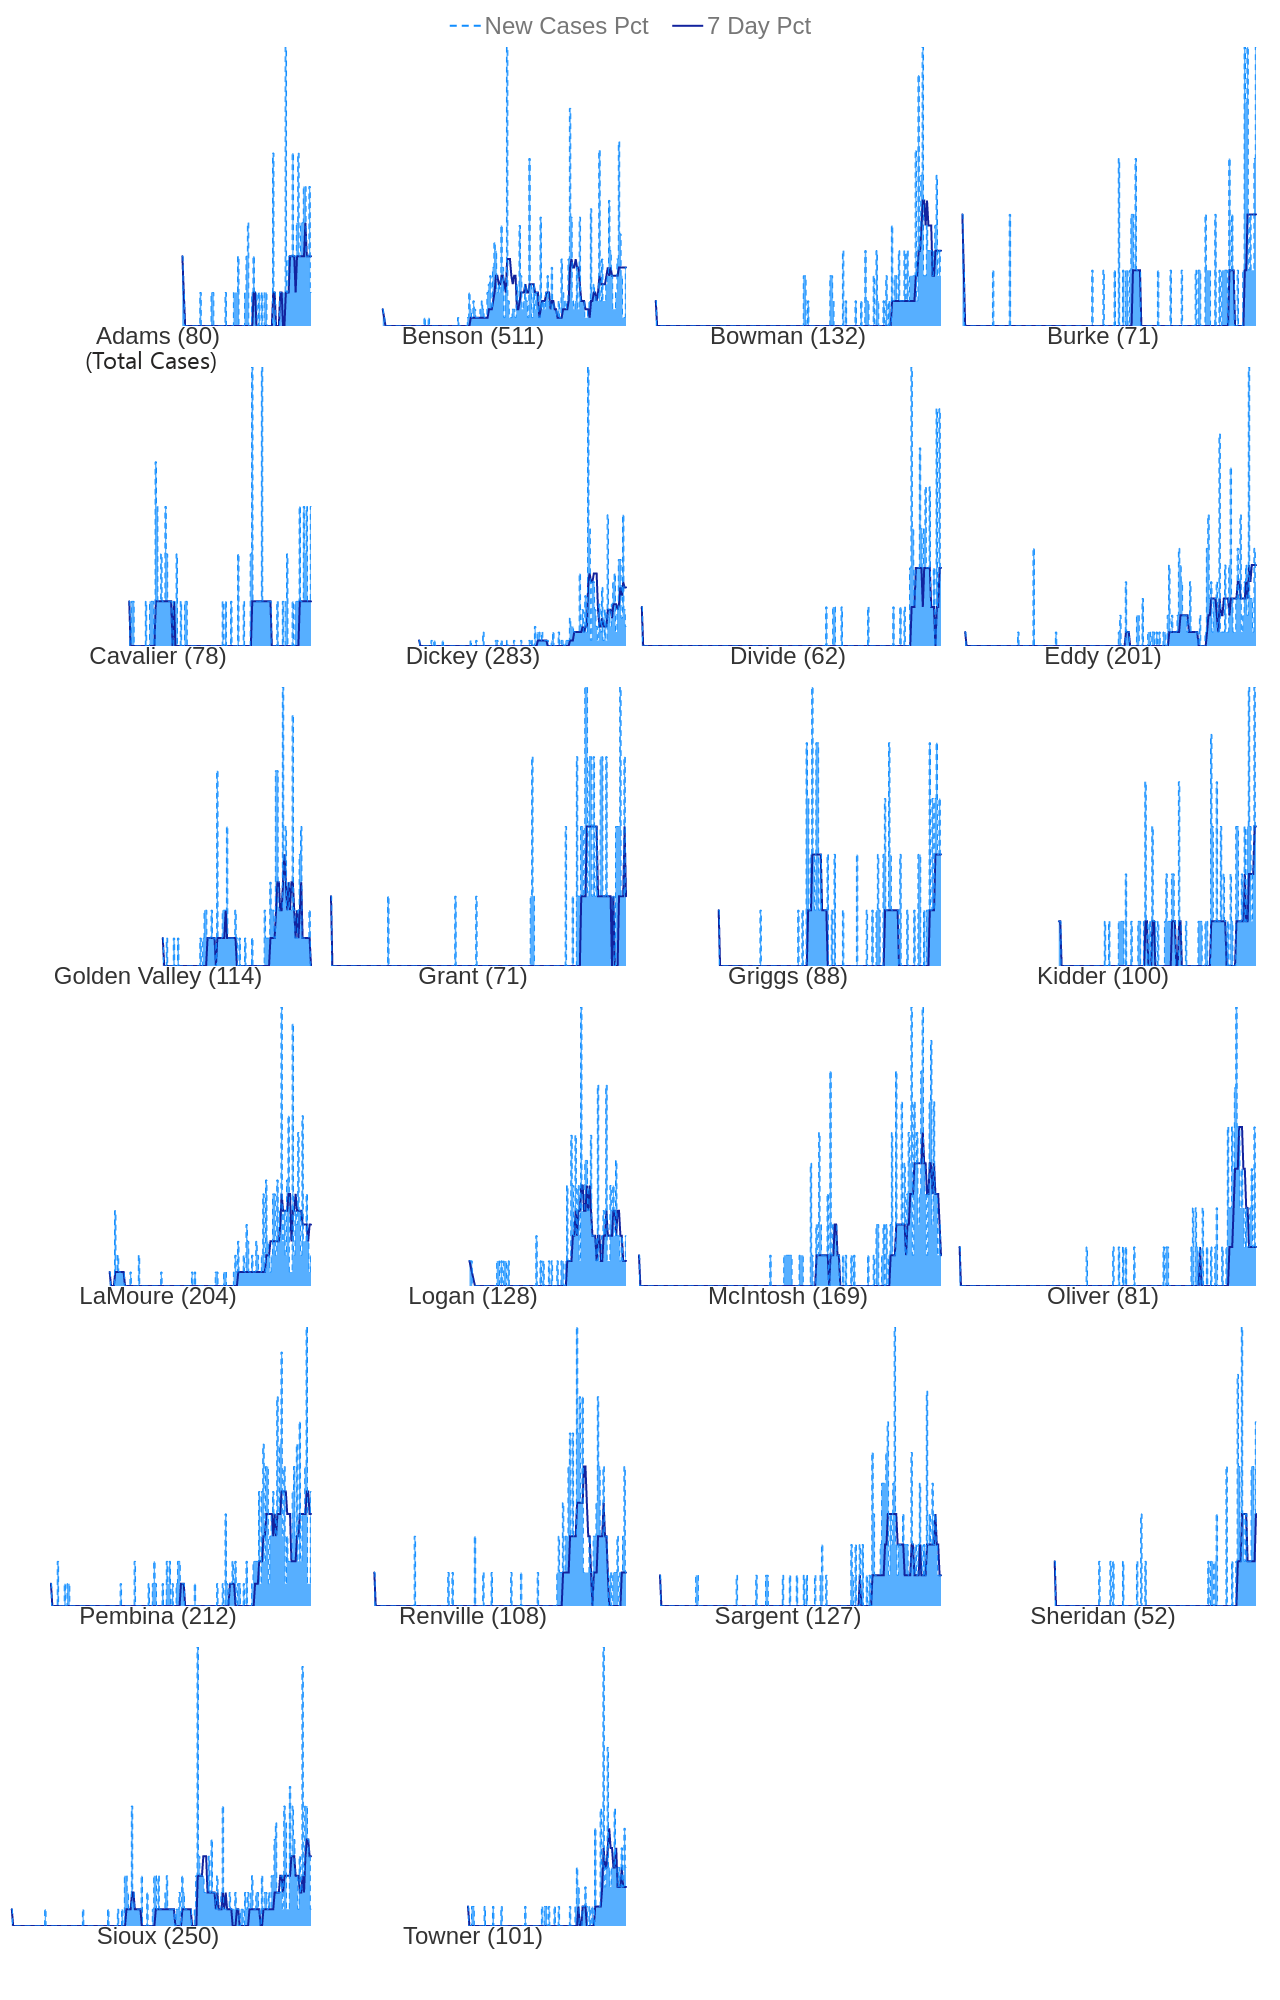 New Cases Pct 7 Day Pct
Adams (80) Benson (511) Bowman (132) Burke (71)
(Total Cases)
Cavalier (78) Dickey (283) Divide (62) Eddy (201)
Golden Valley (114) Grant (71) Griggs (88) Kidder (100)
LaMoure (204) Logan (128) McIntosh (169) Oliver (81)
Pembina (212) Renville (108) Sargent (127) Sheridan (52)
Sioux (250) Towner (101)